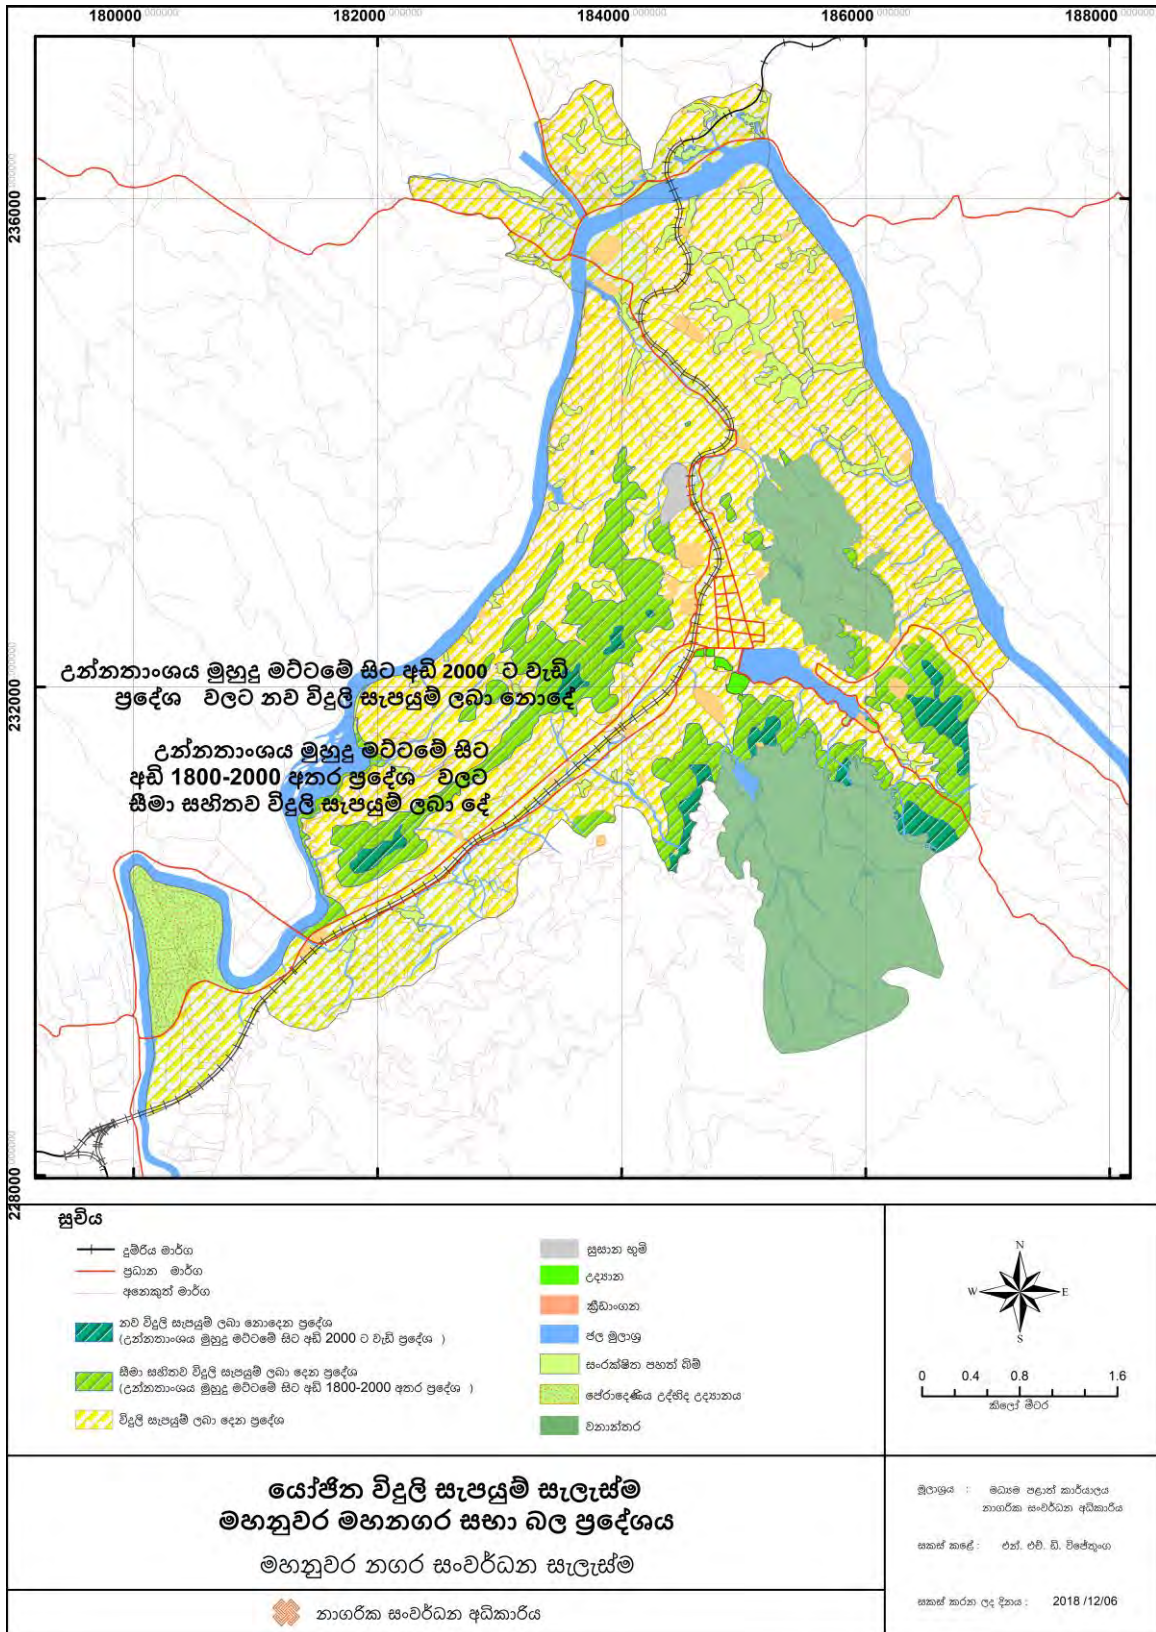 180000 182000 184000 186000 188000
236000
232000
228000
උන්නතාංශය මුහුදු මට්ටමේ සිට අඩි 2000 ට වැඩි
ප්‍රදේශ වලට නව විදුලි සැපයුම් ලබා නොදේ
උන්නතාංශය මුහුදු මට්ටමේ සිට
අඩි 1800-2000 අතර ප්‍රදේශ වලට
සීමා සහිතව විදුලි සැපයුම් ලබා දේ
සූචිය
දුම්රිය මාර්ග
ප්‍රධාන මාර්ග
අනෙකුත් මාර්ග
නව විදුලි සැපයුම් ලබා නොදෙන ප්‍රදේශ
(උන්නතාංශය මුහුදු මට්ටමේ සිට අඩි 2000 ට වැඩි ප්‍රදේශ )
සීමා සහිතව විදුලි සැපයුම් ලබා දෙන ප්‍රදේශ
(උන්නතාංශය මුහුදු මට්ටමේ සිට අඩි 1800-2000 අතර ප්‍රදේශ )
විදුලි සැපයුම් ලබා දෙන ප්‍රදේශ
සුසාන භූමි
උද්‍යාන
ක්‍රීඩාංගන
ජල මූලාශ්‍ර
සංරක්ෂිත පහත් බිම්
පේරාදෙණිය උද්භිද උද්‍යානය
වනාන්තර
N
W E
S
0 0.4 0.8 1.6
කිලෝ මීටර
යෝජිත විදුලි සැපයුම් සැලැස්ම
මහනුවර මහනගර සභා බල ප්‍රදේශය
මහනුවර නගර සංවර්ධන සැලැස්ම
නාගරික සංවර්ධන අධිකාරිය
මූලාශ්‍රය : මධ්‍යම පළාත් කාර්යාලය
නාගරික සංවර්ධන අධිකාරිය
සකස් කළේ : එන්. එච්. ඩී. විජේතුංග
සකස් කරන ලද දිනය : 2018 /12/06